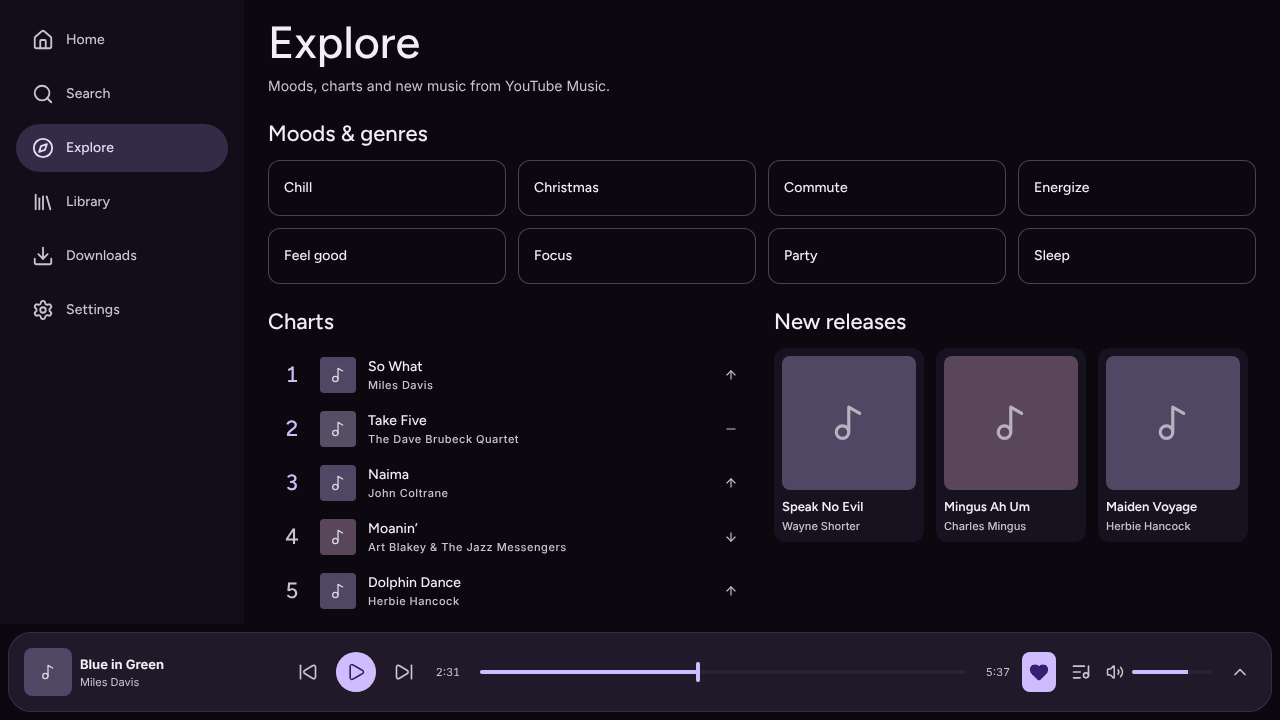 Home
Search
Explore
Library
Downloads
Settings
Explore
Moods, charts and new music from YouTube Music.
Moods & genres
Chill
Christmas
Commute
Energize
Feel good
Focus
Party
Sleep
Charts
1
So What
Miles Davis
2
Take Five
The Dave Brubeck Quartet
3
Naima
John Coltrane
4
Moanin’
Art Blakey & The Jazz Messengers
5
Dolphin Dance
Herbie Hancock
New releases
Speak No Evil
Wayne Shorter
Mingus Ah Um
Charles Mingus
Maiden Voyage
Herbie Hancock
Blue in Green
Miles Davis
2:31
5:37